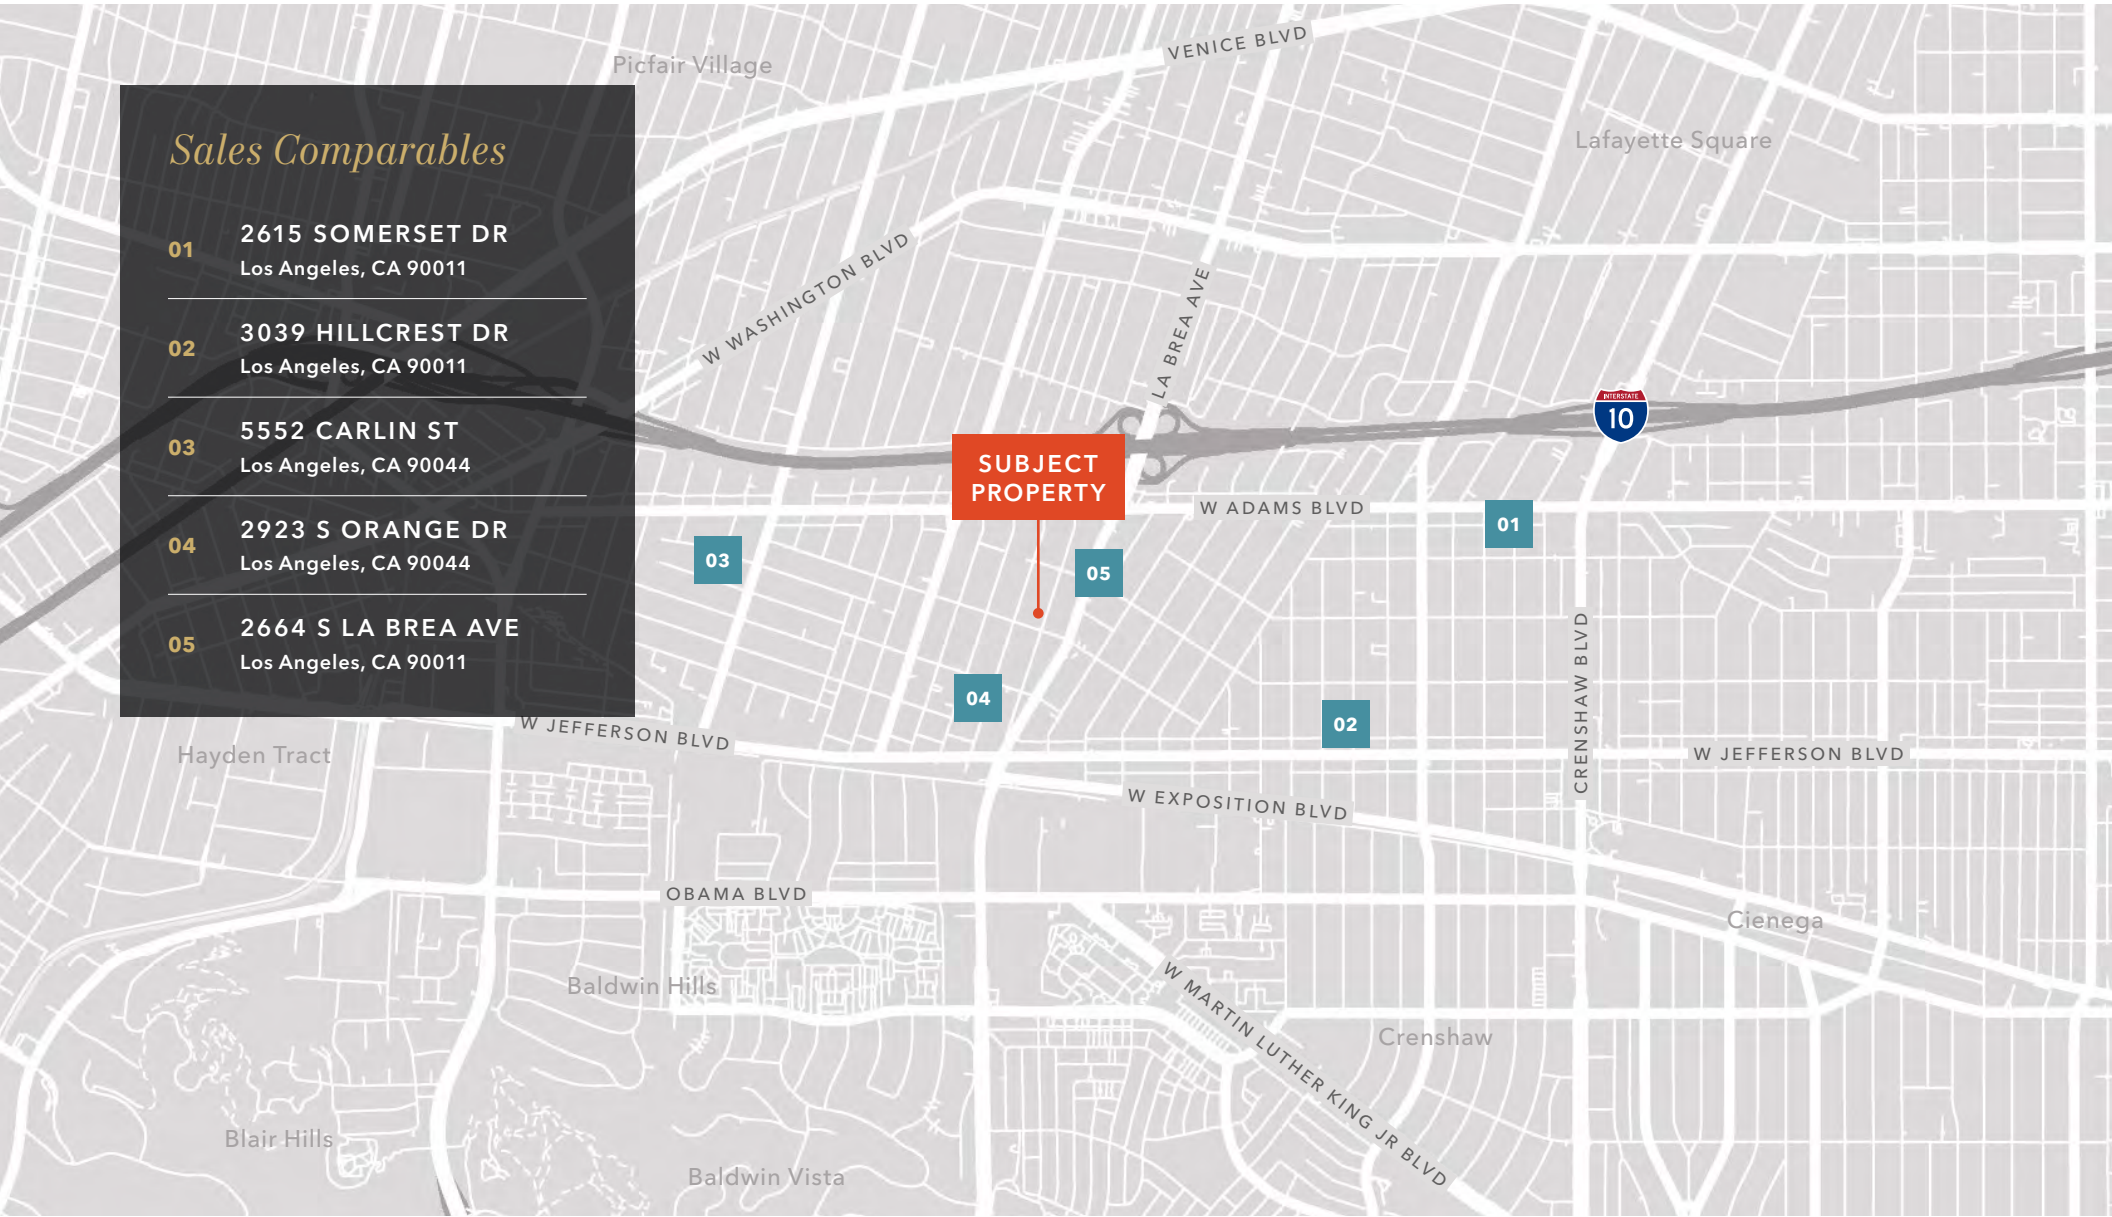 Sales Comparables
01
2615 SOMERSET DR
Los Angeles, CA 90011
02
3039 HILLCREST DR
Los Angeles, CA 90011
03
5552 CARLIN ST
Los Angeles, CA 90044
04
2923 S ORANGE DR
Los Angeles, CA 90044
05
2664 S LA BREA AVE
Los Angeles, CA 90011
VENICE BLVD
Picfair Village
Lafayette Square
W WASHINGTON BLVD
LA BREA AVE
INTERSTATE
10
SUBJECT
PROPERTY
W ADAMS BLVD
01
03
05
04
02
CRENSHAW BLVD
W JEFFERSON BLVD
W JEFFERSON BLVD
Hayden Tract
W EXPOSITION BLVD
OBAMA BLVD
Cienega
Baldwin Hills
W MARTIN LUTHER KING JR BLVD
Crenshaw
Blair Hills
Baldwin Vista